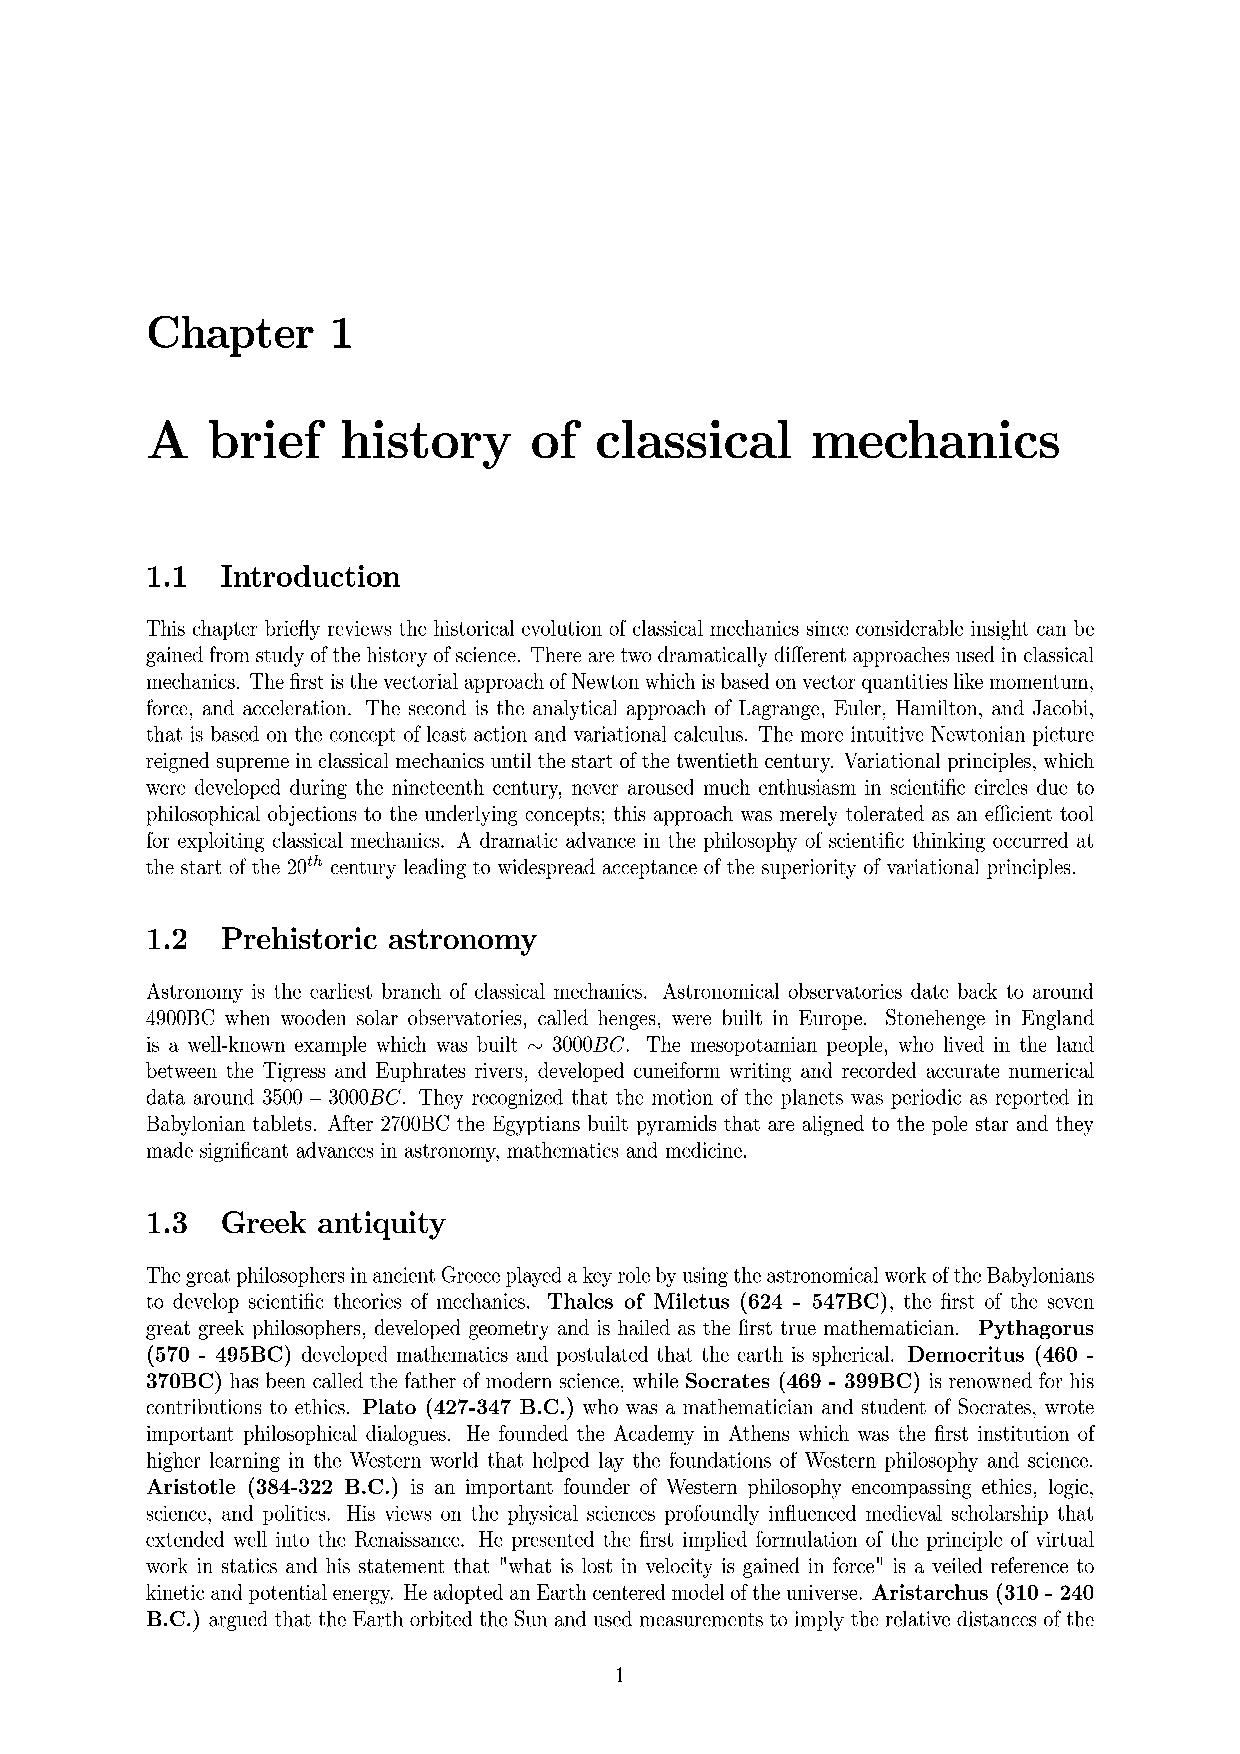 Chapter 1
A brief history of classical mechanics
1.1 Introduction
This chapter briefly reviews the historical evolution of classical mechanics since considerable insight can be
gained from study of the history of science. There are two dramatically different approaches used in classical
mechanics. The first is the vectorial approach of Newton which is based on vector quantities like momentum,
force, and acceleration. The second is the analytical approach of Lagrange, Euler, Hamilton, and Jacobi,
that is based on the concept of least action and variational calculus. The more intuitive Newtonian picture
reigned supreme in classical mechanics until the start of the twentieth century. Variational principles, which
were developed during the nineteenth century, never aroused much enthusiasm in scientific circles due to
philosophical objections to the underlying concepts; this approach was merely tolerated as an efficient tool
for exploiting classical mechanics. A dramatic advance in the philosophy of scientific thinking occurred at
the start of the 20th century leading to widespread acceptance of the superiority of variational principles.
1.2 Prehistoric astronomy
Astronomy is the earliest branch of classical mechanics. Astronomical observatories date back to around
4900BC when wooden solar observatories, called henges, were built in Europe. Stonehenge in England
is a well-known example which was built ∼ 3000BC. The mesopotamian people, who lived in the land
between the Tigress and Euphrates rivers, developed cuneiform writing and recorded accurate numerical
data around 3500 – 3000BC. They recognized that the motion of the planets was periodic as reported in
Babylonian tablets. After 2700BC the Egyptians built pyramids that are aligned to the pole star and they
made significant advances in astronomy, mathematics and medicine.
1.3 Greek antiquity
The great philosophers in ancient Greece played a key role by using the astronomical work of the Babylonians
to develop scientific theories of mechanics. Thales of Miletus (624 - 547BC), the first of the seven
great greek philosophers, developed geometry and is hailed as the first true mathematician. Pythagorus
(570 - 495BC) developed mathematics and postulated that the earth is spherical. Democritus (460 -
370BC) has been called the father of modern science, while Socrates (469 - 399BC) is renowned for his
contributions to ethics. Plato (427-347 B.C.) who was a mathematician and student of Socrates, wrote
important philosophical dialogues. He founded the Academy in Athens which was the first institution of
higher learning in the Western world that helped lay the foundations of Western philosophy and science.
Aristotle (384-322 B.C.) is an important founder of Western philosophy encompassing ethics, logic,
science, and politics. His views on the physical sciences profoundly influenced medieval scholarship that
extended well into the Renaissance. He presented the first implied formulation of the principle of virtual
work in statics and his statement that "what is lost in velocity is gained in force" is a veiled reference to
kinetic and potential energy. He adopted an Earth centered model of the universe. Aristarchus (310 - 240
B.C.) argued that the Earth orbited the Sun and used measurements to imply the relative distances of the
1